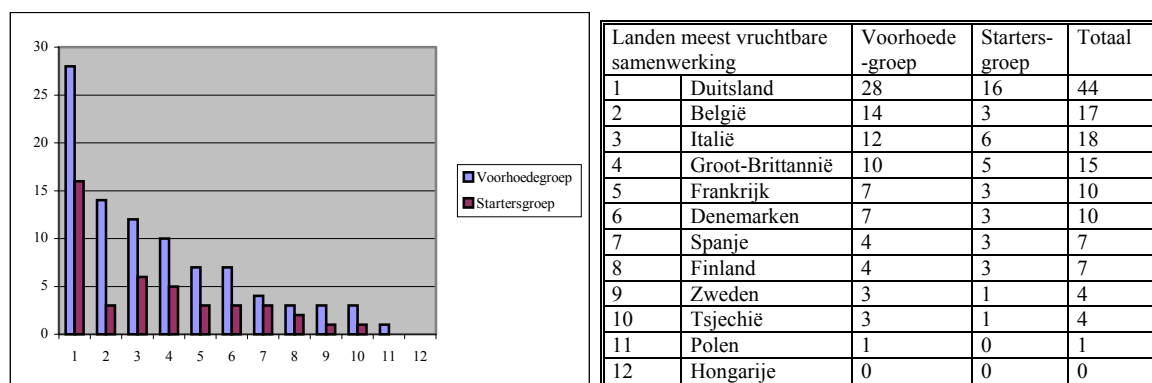 30
25
20
15
10
5
0
1 2 3 4 5 6 7 8 9 10 11 12
Voorhoedegroep
Startersgroep
Landen meest vruchtbare samenwerking Voorhoede -groep Starters- groep Totaal
1 Duitsland 28 16 44
2 België 14 3 17
3 Italië 12 6 18
4 Groot-Brittannië 10 5 15
5 Frankrijk 7 3 10
6 Denemarken 7 3 10
7 Spanje 4 3 7
8 Finland 4 3 7
9 Zweden 3 1 4
10 Tsjechië 3 1 4
11 Polen 1 0 1
12 Hongarije 0 0 0